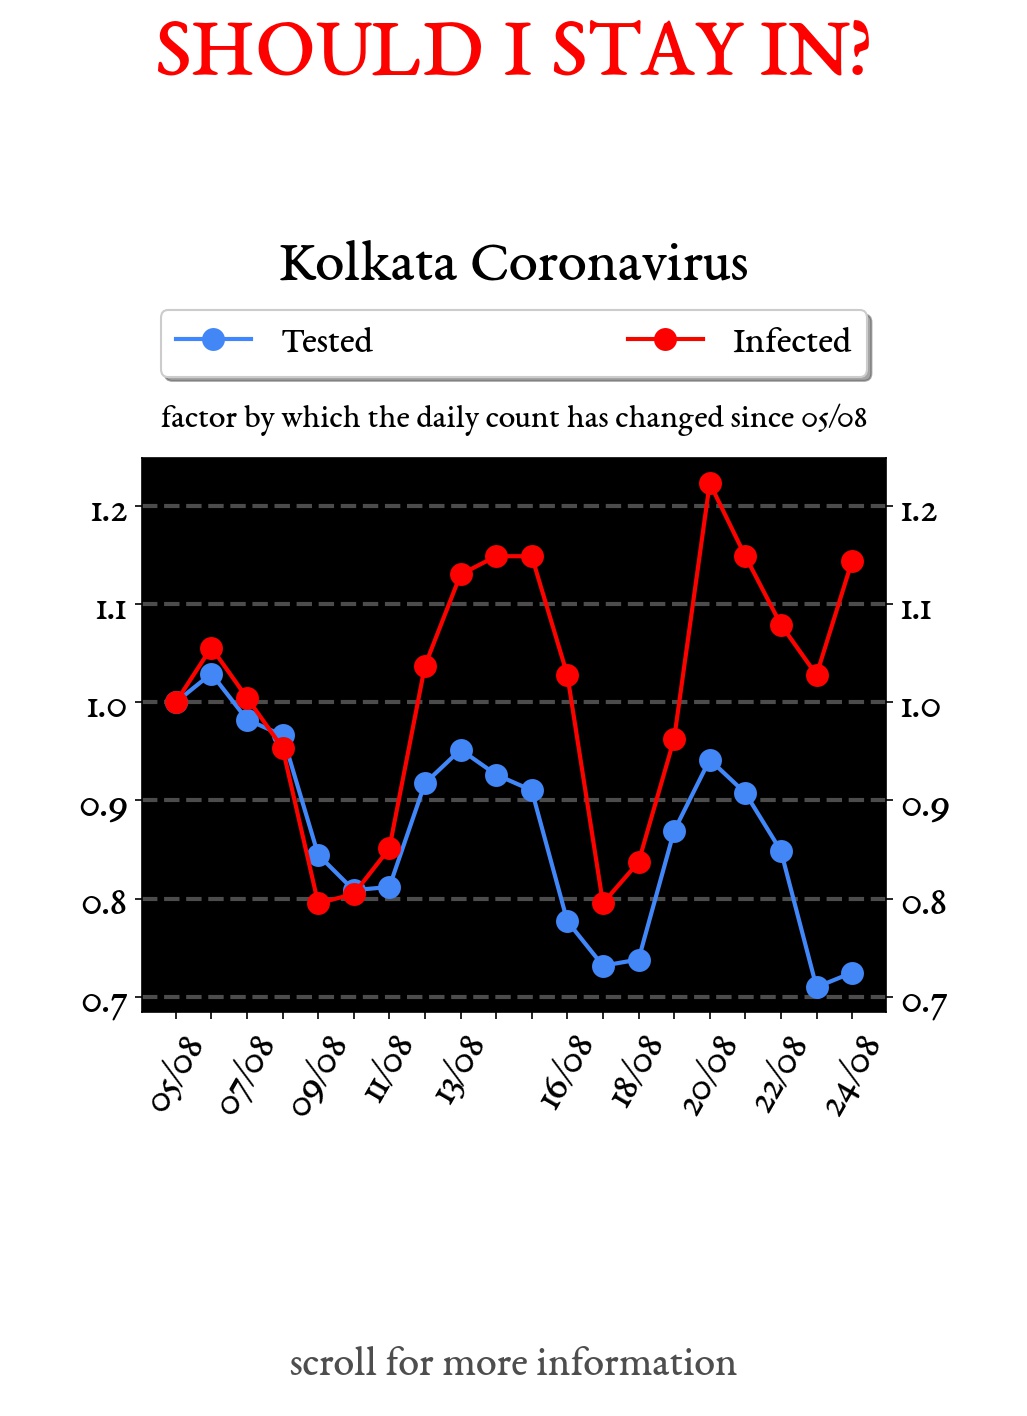 SHOULD I STAY IN?
Kolkata Coronavirus
Tested Infected
factor by which the daily count has changed since 05/08
1.2 1.2
1.1 1.1
1.0 1.0
0.9 0.9
0.8 0.8
0.7 0.7
05/08 07/08 09/08 11/08 13/08 16/08 18/08 20/08 22/08 24/08
scroll for more information